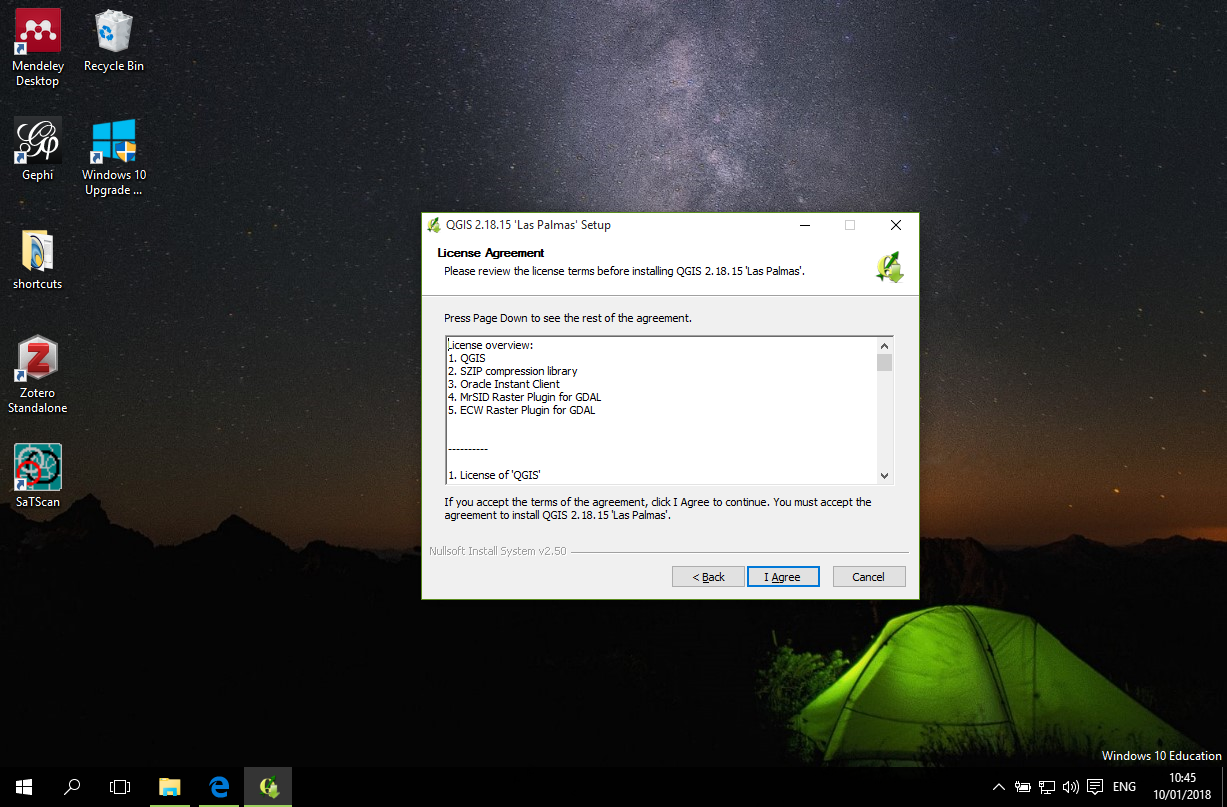 Mendeley
Desktop
Recycle Bin
Gephi
Windows 10
Upgrade ...
shortcuts
Zotero
Standalone
SaTScan
QGIS 2.18.15 'Las Palmas' Setup
License Agreement
Please review the license terms before installing QGIS 2.18.15 'Las Palmas'.
Press Page Down to see the rest of the agreement.
License overview:
1. QGIS
2. SZIP compression library
3. Oracle Instant Client
4. MrSID Raster Plugin for GDAL
5. ECW Raster Plugin for GDAL
----------
1. License of 'QGIS'
If you accept the terms of the agreement, click I Agree to continue. You must accept the
agreement to install QGIS 2.18.15 'Las Palmas'.
Nullsoft Install System v2.50
< Back
I Agree
Cancel
Windows 10 Education
ENG
10:45
10/01/2018